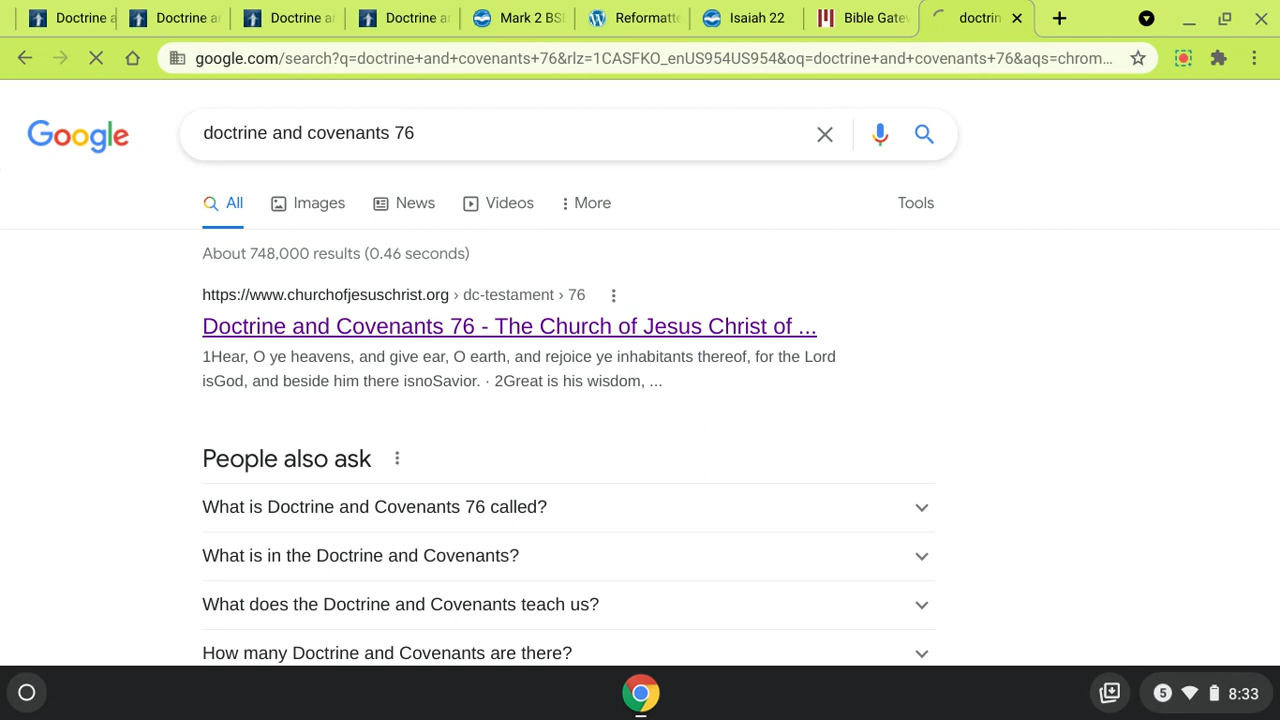 Doctrine a Doctrine a Doctrine a Doctrine ar Mark 2 BS Reformatte Isaiah 22 Bible Gate doctrin
google.com/search?q=doctrine+and+covenants+76&rlz=1CASFKO_enUS954US954&oq=doctrine+and+covenants+76&aqs=chrom...
Google
doctrine and covenants 76
All Images News Videos More Tools
About 748,000 results (0.46 seconds)
https://www.churchofjesuschrist.org › dc-testament › 76
Doctrine and Covenants 76 - The Church of Jesus Christ of ...
1Hear, O ye heavens, and give ear, O earth, and rejoice ye inhabitants thereof, for the Lord
isGod, and beside him there isnoSavior. · 2Great is his wisdom, ...
People also ask
What is Doctrine and Covenants 76 called?
What is in the Doctrine and Covenants?
What does the Doctrine and Covenants teach us?
How many Doctrine and Covenants are there?
5 8:33